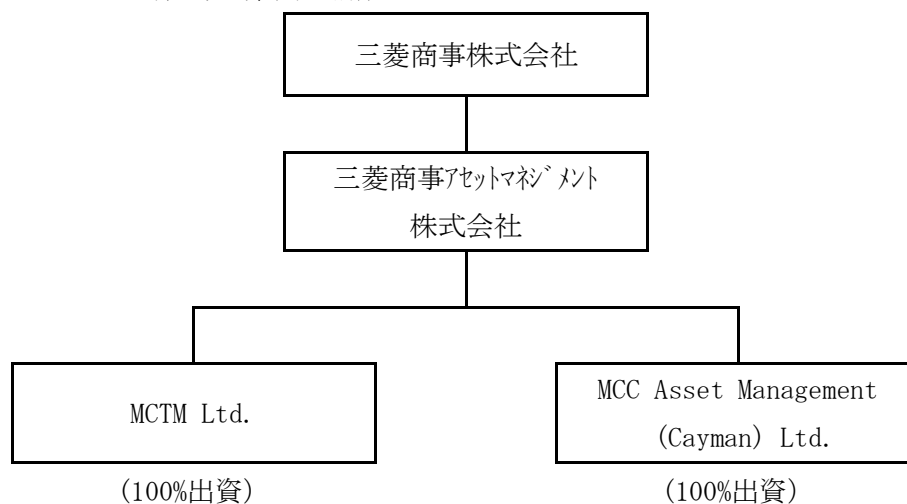 三菱商事株式会社
三菱商事ｱｾｯﾄﾏﾈｼﾞﾒﾝﾄ
株式会社
MCTM Ltd.
MCC Asset Management
(Cayman) Ltd.
(100%出資)
(100%出資)